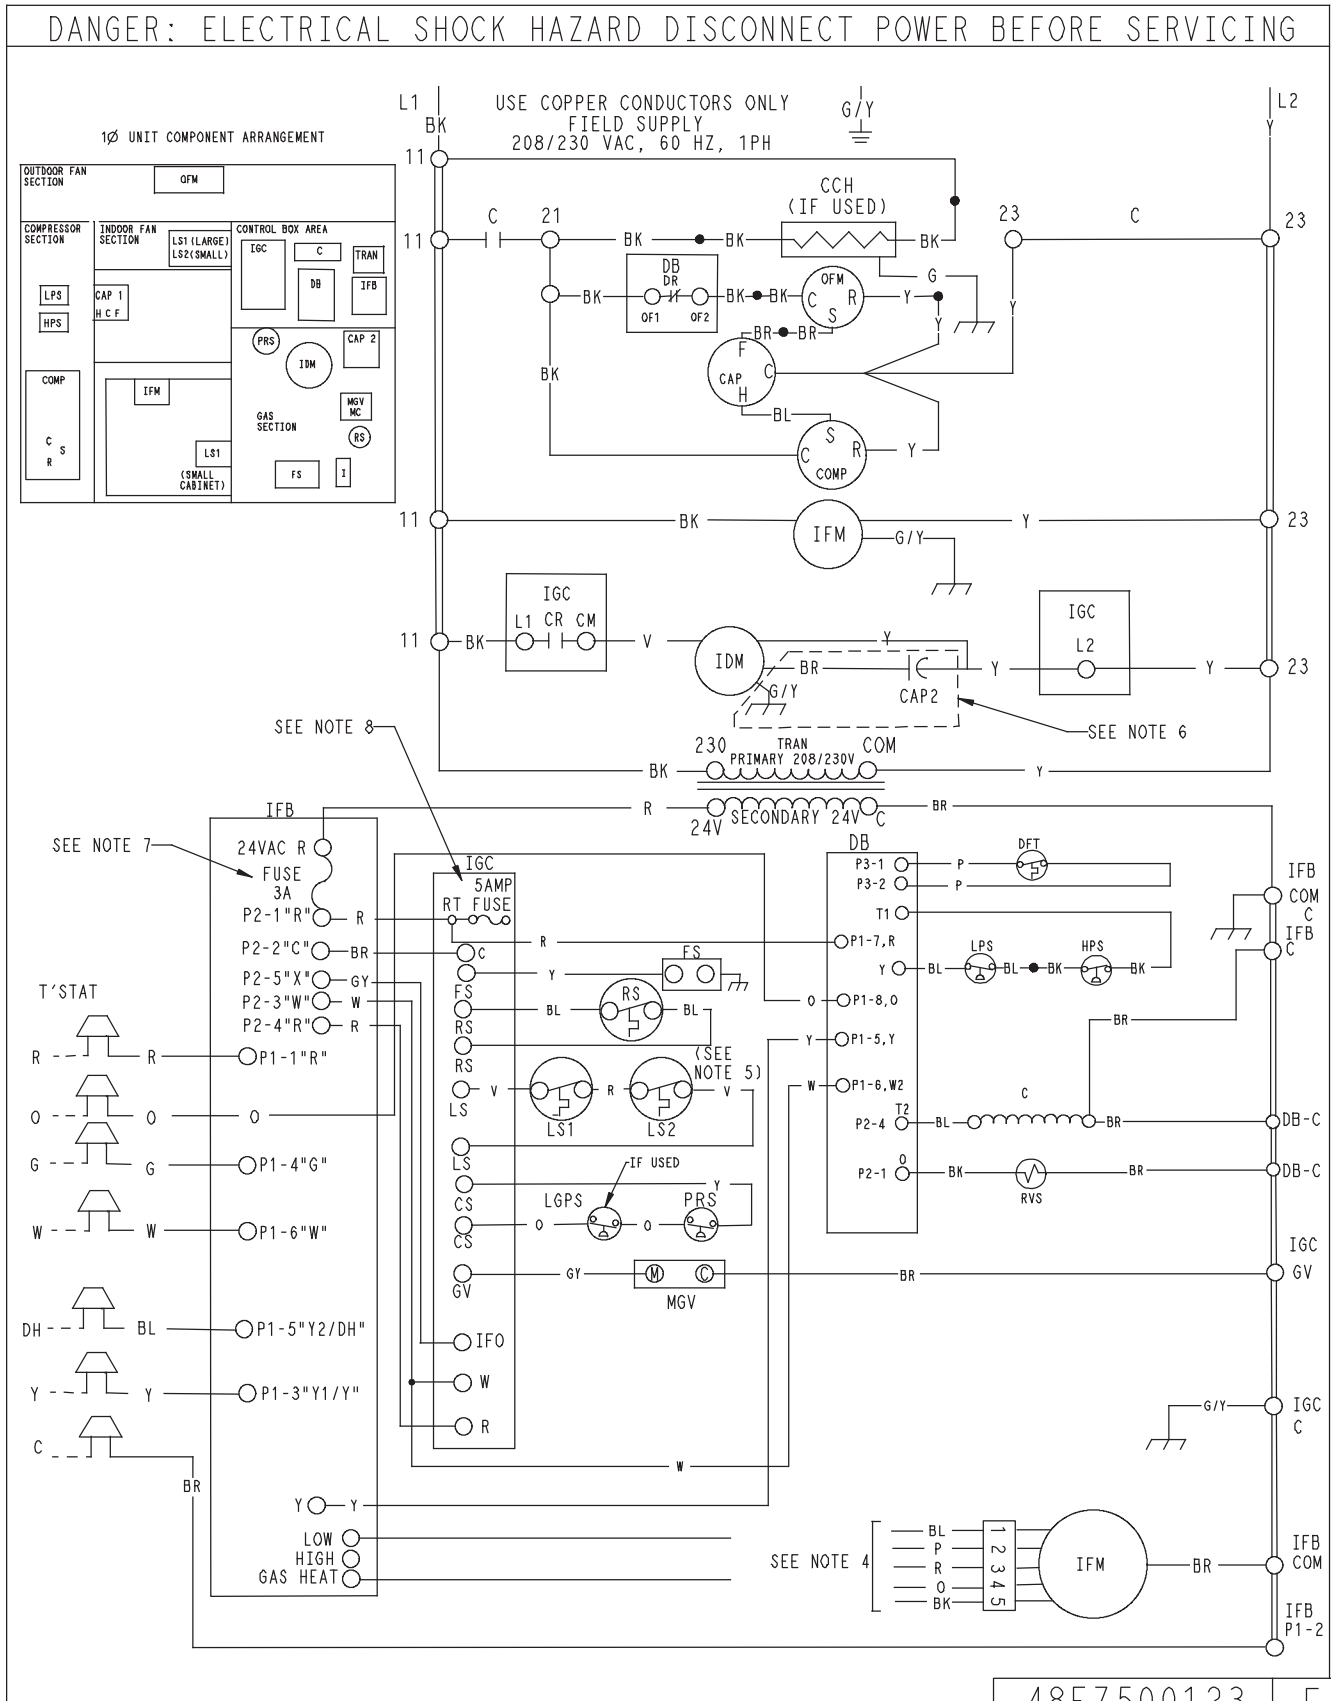 DANGER: ELECTRICAL SHOCK HAZARD DISCONNECT POWER BEFORE SERVICING
L1
BK
USE COPPER CONDUCTORS ONLY
FIELD SUPPLY
208/230 VAC, 60 HZ, 1PH
G/Y
L2
Y
1Ø UNIT COMPONENT ARRANGEMENT
OUTDOOR FAN
SECTION
OFM
COMPRESSOR
SECTION
INDOOR FAN
SECTION
LS1 (LARGE)
LS2(SMALL)
CONTROL BOX AREA
IGC
C
TRAN
DB
IFB
LPS
HPS
CAP 1
H C F
PRS
IDM
CAP 2
COMP
C
S
R
IFM
MGV
MC
GAS
SECTION
RS
LS1
(SMALL
CABINET)
FS
I
11
11
C
21
BK
BK
CCH
(IF USED)
BK
23
C
23
G
BK
DB
DR
OF1
OF2
BK
BK
OFM
C
R
S
Y
Y
Y
BR
BR
F
CAP
C
H
BK
BL
S
C
R
COMP
Y
11
BK
IFM
Y
23
G/Y
11
BK
IGC
L1
CR
CM
V
IDM
Y
BR
G/Y
CAP2
Y
IGC
L2
Y
23
SEE NOTE 6
SEE NOTE 8
BK
230
TRAN
PRIMARY 208/230V
COM
Y
R
24V
SECONDARY 24V
C
BR
IFB
SEE NOTE 7
24VAC R
FUSE
3A
P2-1"R"
R
P2-2"C"
BR
P2-5"X"
GY
P2-3"W"
W
P2-4"R"
R
IGC
5AMP
RT FUSE
C
FS
RS
RS
LS
LS
CS
CS
GV
IFO
W
R
R
Y
FS
BL
RS
BL
V
LS1
R
LS2
V
(SEE
NOTE 5)
IF USED
Y
LGPS
PRS
O
O
GY
M
C
MGV
BR
DB
P3-1
P
DFT
P3-2
P
T1
P1-7,R
Y
BL
LPS
BL
BK
HPS
BK
O
P1-8,O
Y
P1-5,Y
W
P1-6,W2
T2
P2-4
BL
C
BR
BR
O
P2-1
BK
RVS
BR
IFB
COM
C
IFB
C
DB-C
DB-C
IGC
GV
G/Y
IGC
C
T'STAT
R
R
P1-1"R"
O
O
O
G
G
P1-4"G"
W
W
P1-6"W"
DH
BL
P1-5"Y2/DH"
Y
Y
P1-3"Y1/Y"
C
BR
W
Y
Y
LOW
HIGH
GAS HEAT
SEE NOTE 4
BL
P
R
O
BK
1
2
3
4
5
IFM
BR
IFB
COM
IFB
P1-2
48EZ500123